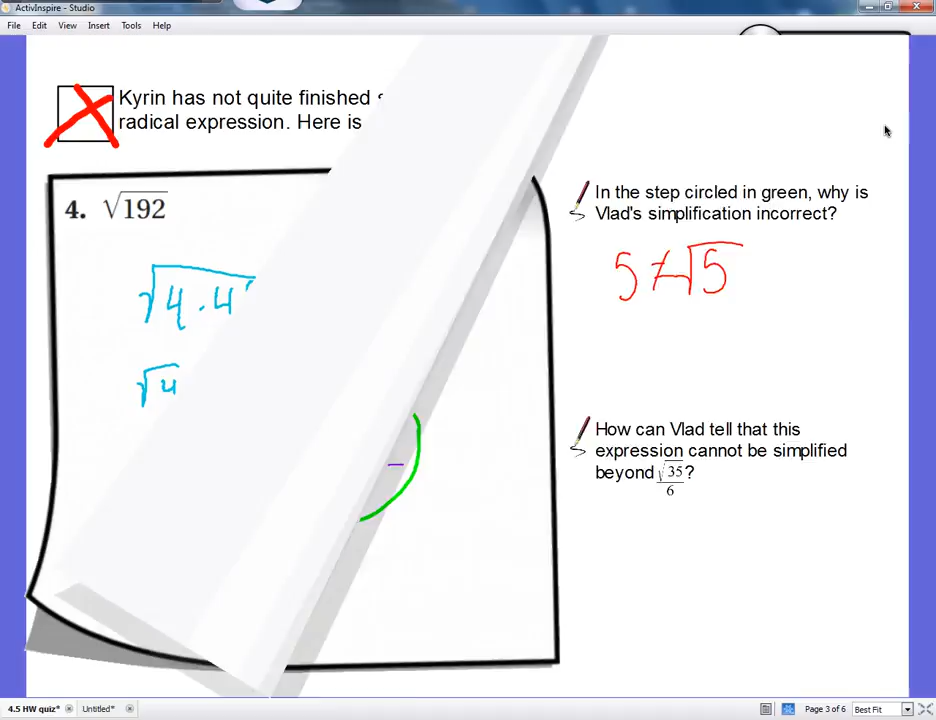 ActivInspire - Studio
File Edit View Insert Tools Help
Kyrin has not quite finished
radical expression. Here is
4. √192
√4 · 4
√4
In the step circled in green, why is
Vlad's simplification incorrect?
5 ≠ √5
How can Vlad tell that this
expression cannot be simplified
beyond √35/6?
4.5 HW quiz* Untitled* Page 3 of 6 Best Fit